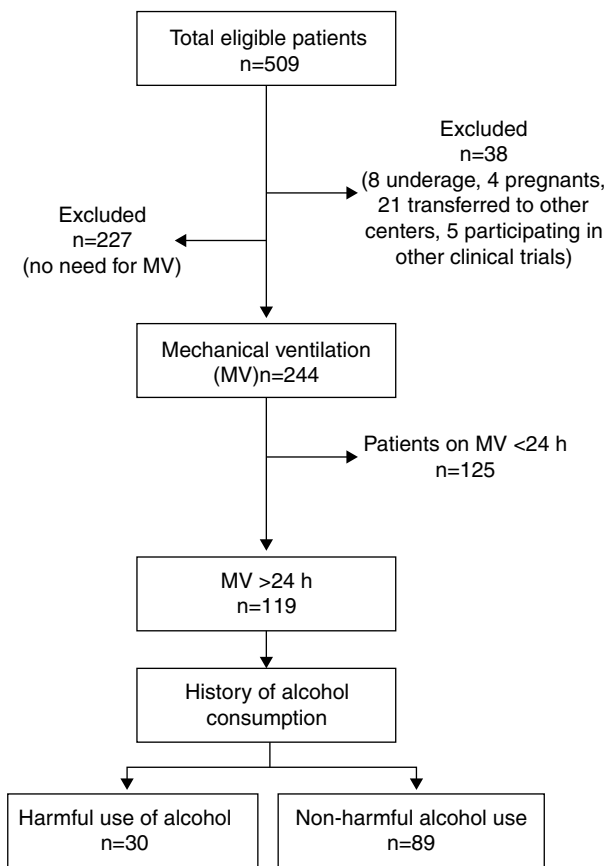 Total eligible patients
n=509
Excluded
n=38
(8 underage, 4 pregnants,
21 transferred to other
centers, 5 participating in
other clinical trials)
Excluded
n=227
(no need for MV)
Mechanical ventilation
(MV)n=244
Patients on MV <24 h
n=125
MV >24 h
n=119
History of alcohol
consumption
Harmful use of alcohol
n=30
Non-harmful alcohol use
n=89